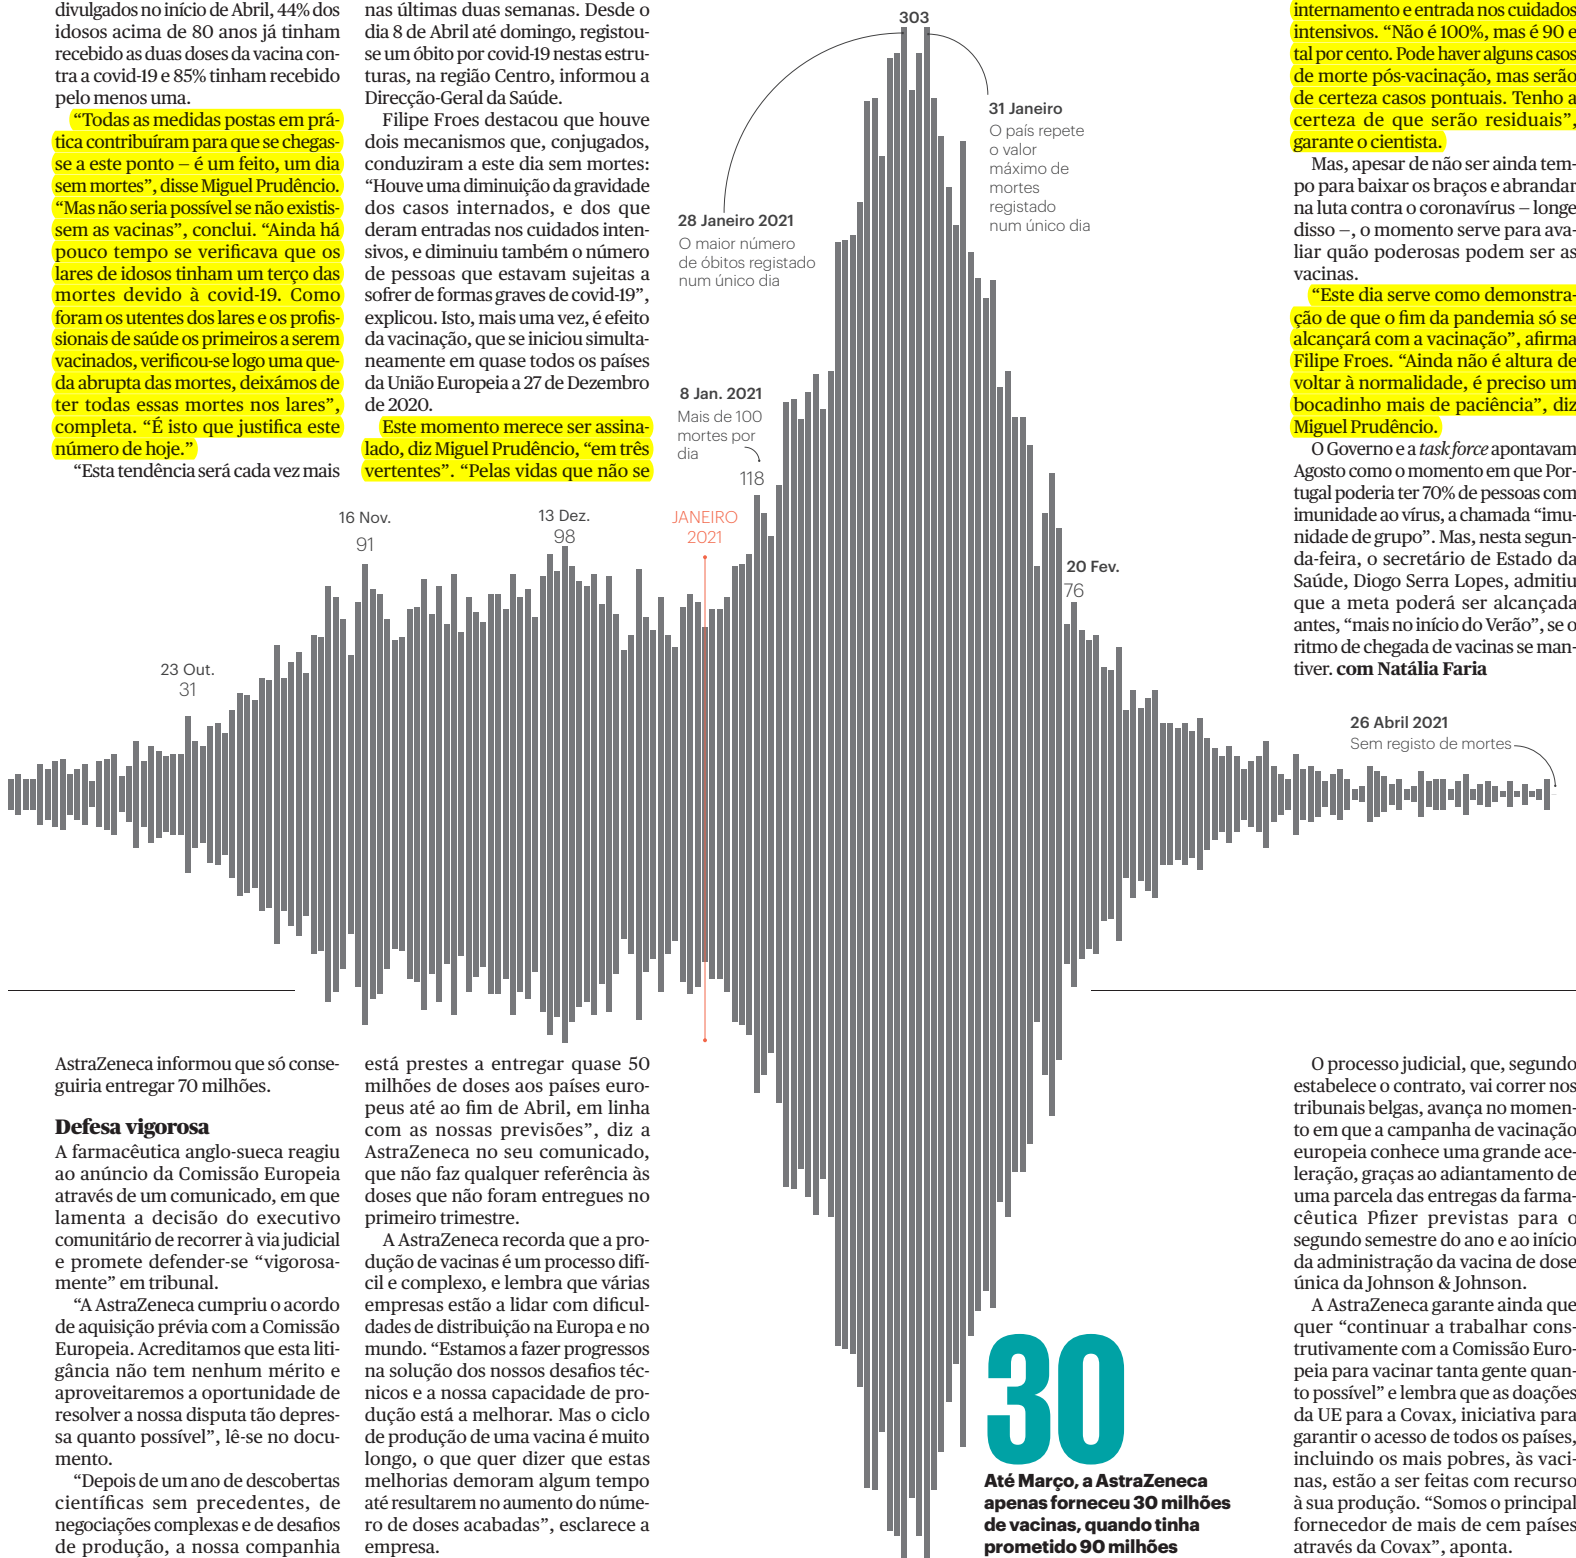 divulgados no início de Abril, 44% dos
idosos acima de 80 anos já tinham
recebido as duas doses da vacina con-
tra a covid-19 e 85% tinham recebido
pelo menos uma.
“Todas as medidas postas em prá-
tica contribuíram para que se chegas-
se a este ponto – é um feito, um dia
sem mortes”, disse Miguel Prudêncio.
“Mas não seria possível se não existis-
sem as vacinas”, conclui. “Ainda há
pouco tempo se verificava que os
lares de idosos tinham um terço das
mortes devido à covid-19. Como
foram os utentes dos lares e os profis-
sionais de saúde os primeiros a serem
vacinados, verificou-se logo uma que-
da abrupta das mortes, deixámos de
ter todas essas mortes nos lares”,
completa. “É isto que justifica este
número de hoje.”
“Esta tendência será cada vez mais
nas últimas duas semanas. Desde o
dia 8 de Abril até domingo, registou-
se um óbito por covid-19 nestas estru-
turas, na região Centro, informou a
Direcção-Geral da Saúde.
Filipe Froes destacou que houve
dois mecanismos que, conjugados,
conduziram a este dia sem mortes:
“Houve uma diminuição da gravidade
dos casos internados, e dos que
deram entradas nos cuidados inten-
sivos, e diminuiu também o número
de pessoas que estavam sujeitas a
sofrer de formas graves de covid-19”,
explicou. Isto, mais uma vez, é efeito
da vacinação, que se iniciou simulta-
neamente em quase todos os países
da União Europeia a 27 de Dezembro
de 2020.
Este momento merece ser assina-
lado, diz Miguel Prudêncio, “em três
vertentes”. “Pelas vidas que não se
internamento e entrada nos cuidados
intensivos. “Não é 100%, mas é 90 e
tal por cento. Pode haver alguns casos
de morte pós-vacinação, mas serão
de certeza casos pontuais. Tenho a
certeza de que serão residuais”,
garante o cientista.
Mas, apesar de não ser ainda tem-
po para baixar os braços e abrandar
na luta contra o coronavírus – longe
disso –, o momento serve para ava-
liar quão poderosas podem ser as
vacinas.
“Este dia serve como demonstra-
ção de que o fim da pandemia só se
alcançará com a vacinação”, afirma
Filipe Froes. “Ainda não é altura de
voltar à normalidade, é preciso um
bocadinho mais de paciência”, diz
Miguel Prudêncio.
O Governo e a task force apontavam
Agosto como o momento em que Por-
tugal poderia ter 70% de pessoas com
imunidade ao vírus, a chamada “imu-
nidade de grupo”. Mas, nesta segun-
da-feira, o secretário de Estado da
Saúde, Diogo Serra Lopes, admitiu
que a meta poderá ser alcançada
antes, “mais no início do Verão”, se o
ritmo de chegada de vacinas se man-
tiver. com Natália Faria
23 Out.
31
16 Nov.
91
13 Dez.
98
JANEIRO
2021
8 Jan. 2021
Mais de 100
mortes por
dia
118
28 Janeiro 2021
O maior número
de óbitos registado
num único dia
303
31 Janeiro
O país repete
o valor
máximo de
mortes
registado
num único dia
20 Fev.
76
26 Abril 2021
Sem registo de mortes
AstraZeneca informou que só conse-
guiria entregar 70 milhões.
Defesa vigorosa
A farmacêutica anglo-sueca reagiu
ao anúncio da Comissão Europeia
através de um comunicado, em que
lamenta a decisão do executivo
comunitário de recorrer à via judicial
e promete defender-se “vigorosa-
mente” em tribunal.
“A AstraZeneca cumpriu o acordo
de aquisição prévia com a Comissão
Europeia. Acreditamos que esta liti-
gância não tem nenhum mérito e
aproveitaremos a oportunidade de
resolver a nossa disputa tão depres-
sa quanto possível”, lê-se no docu-
mento.
“Depois de um ano de descobertas
científicas sem precedentes, de
negociações complexas e de desafios
de produção, a nossa companhia
está prestes a entregar quase 50
milhões de doses aos países euro-
peus até ao fim de Abril, em linha
com as nossas previsões”, diz a
AstraZeneca no seu comunicado,
que não faz qualquer referência às
doses que não foram entregues no
primeiro trimestre.
A AstraZeneca recorda que a pro-
dução de vacinas é um processo difí-
cil e complexo, e lembra que várias
empresas estão a lidar com dificul-
dades de distribuição na Europa e no
mundo. “Estamos a fazer progressos
na solução dos nossos desafios téc-
nicos e a nossa capacidade de pro-
dução está a melhorar. Mas o ciclo
de produção de uma vacina é muito
longo, o que quer dizer que estas
melhorias demoram algum tempo
até resultarem no aumento do núme-
ro de doses acabadas”, esclarece a
empresa.
30
Até Março, a AstraZeneca
apenas forneceu 30 milhões
de vacinas, quando tinha
prometido 90 milhões
O processo judicial, que, segundo
estabelece o contrato, vai correr nos
tribunais belgas, avança no momen-
to em que a campanha de vacinação
europeia conhece uma grande ace-
leração, graças ao adiantamento de
uma parcela das entregas da farma-
cêutica Pfizer previstas para o
segundo semestre do ano e ao início
da administração da vacina de dose
única da Johnson & Johnson.
A AstraZeneca garante ainda que
quer “continuar a trabalhar cons-
trutivamente com a Comissão Euro-
peia para vacinar tanta gente quan-
to possível” e lembra que as doações
da UE para a Covax, iniciativa para
garantir o acesso de todos os países,
incluindo os mais pobres, às vaci-
nas, estão a ser feitas com recurso
à sua produção. “Somos o principal
fornecedor de mais de cem países
através da Covax”, aponta.